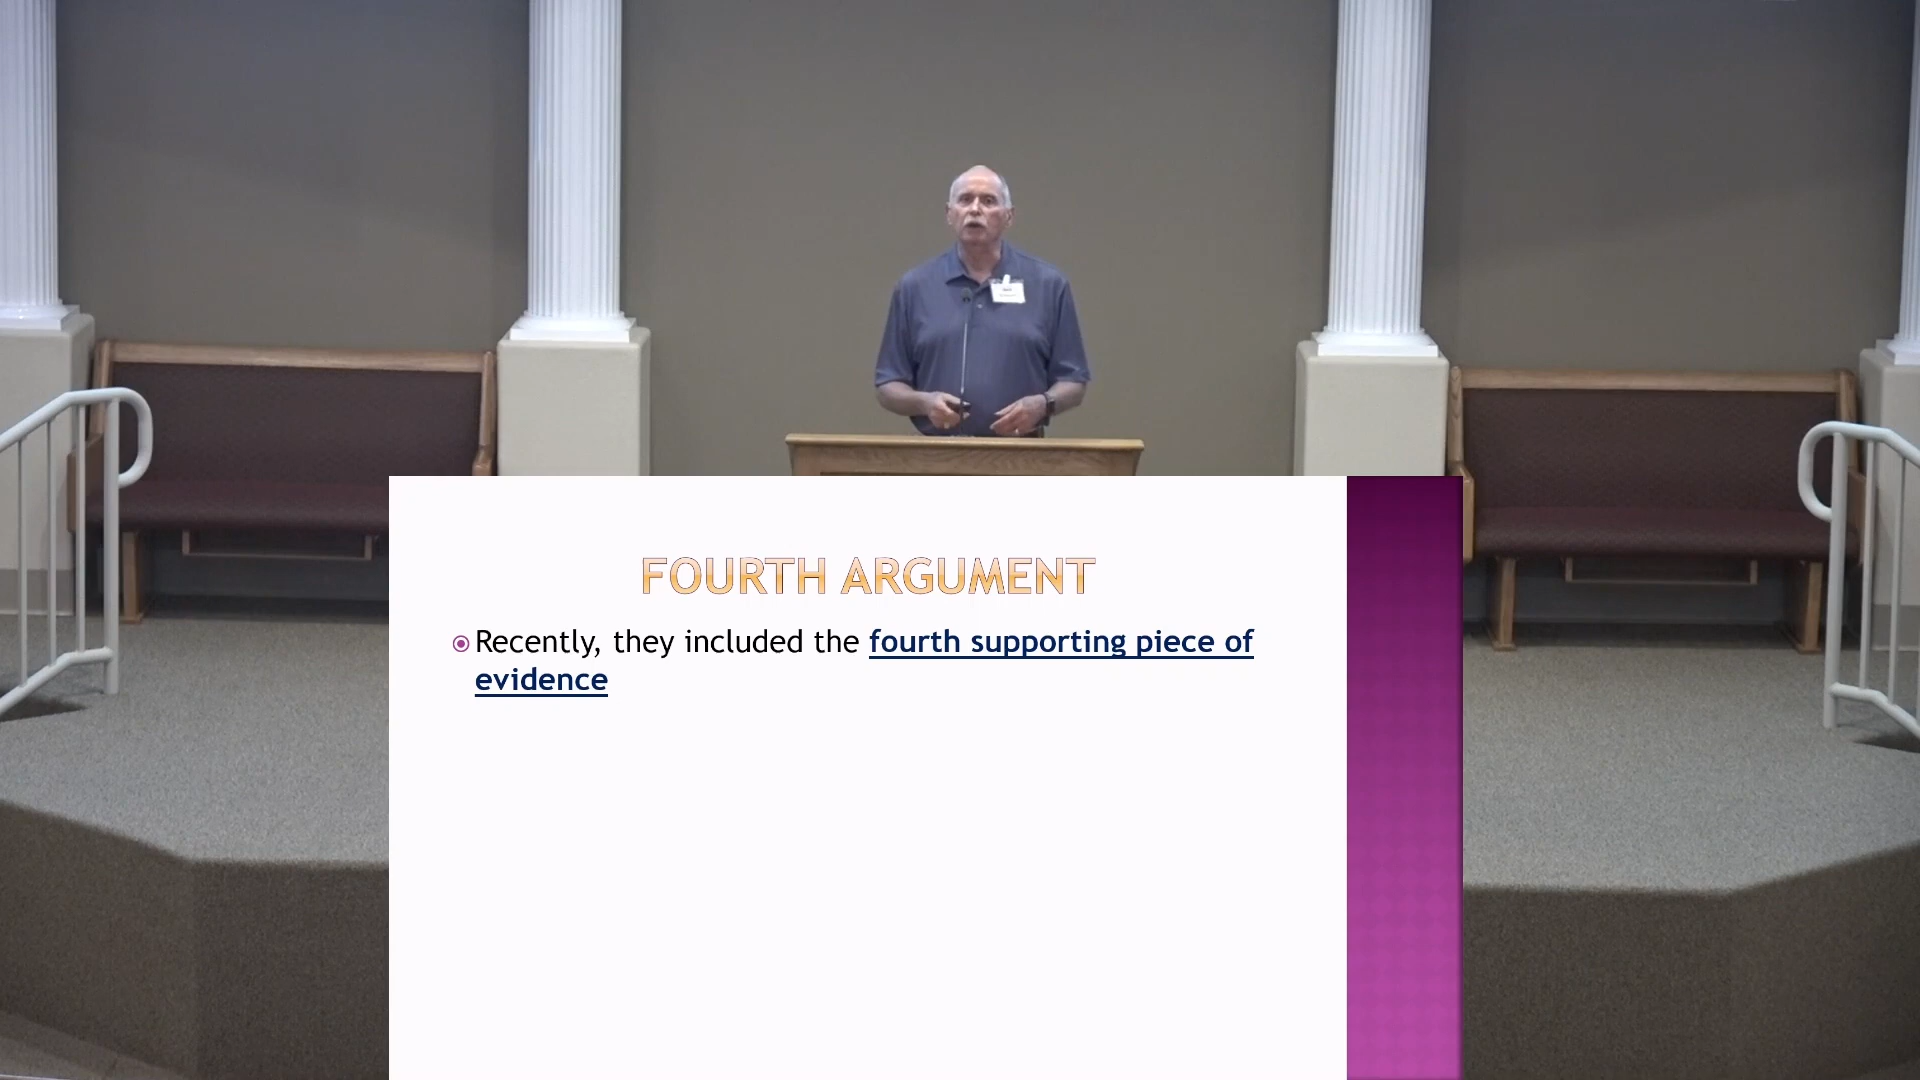 FOURTH ARGUMENT
Recently, they included the fourth supporting piece of
evidence